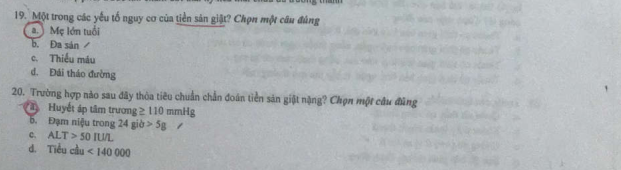 19. Một trong các yếu tố nguy cơ của tiền sản giật? Chọn một câu đúng
a. Mẹ lớn tuổi
b. Đa sản
c. Thiếu máu
d. Đái tháo đường
20. Trường hợp nào sau đây thỏa tiêu chuẩn chẩn đoán tiền sản giật nặng? Chọn một câu đúng
a. Huyết áp tâm trương ≥ 110 mmHg
b. Đạm niệu trong 24 giờ > 5g
c. ALT > 50 IU/L
d. Tiểu cầu < 140 000